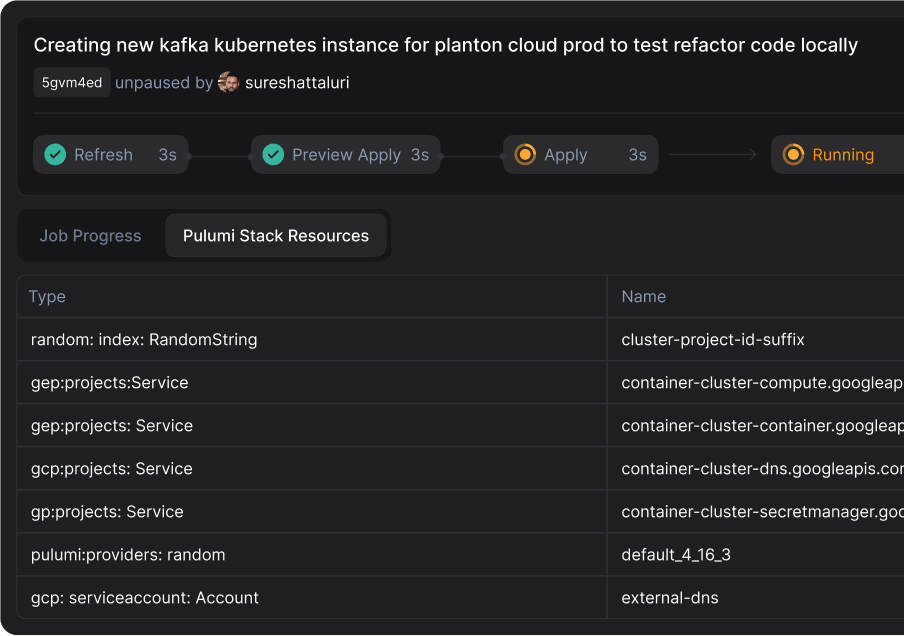 Creating new kafka kubernetes instance for planton cloud prod to test refactor code locally
5gvm4ed unpaused by sureshattaluri
Refresh 3s Preview Apply 3s Apply 3s Running
Job Progress Pulumi Stack Resources
Type Name
random: index: RandomString cluster-project-id-suffix
gep:projects:Service container-cluster-compute.googleap
gep:projects: Service container-cluster-container.googleap
gcp:projects: Service container-cluster-dns.googleapis.cor
gp:projects: Service container-cluster-secretmanager.goo
pulumi:providers: random default_4_16_3
gcp: serviceaccount: Account external-dns